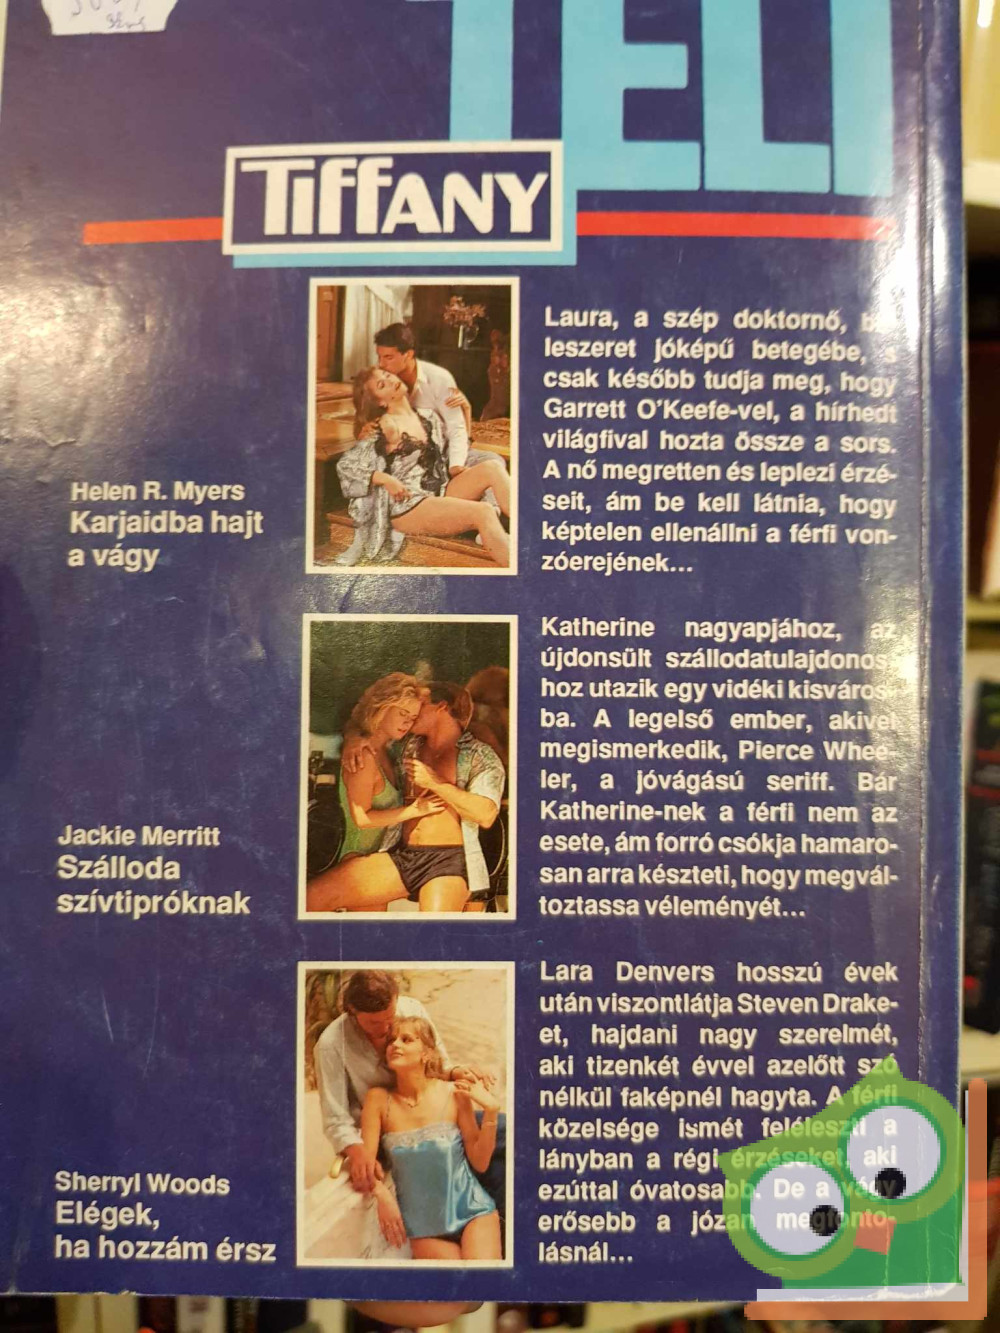 TÉLI
Tiffany
Helen R. Myers
Karjaidba hajt
a vágy
Laura, a szép doktornő,
leszeret jóképű betegébe, s
csak később tudja meg, hogy
Garrett O'Keefe-vel, a hírhedt
világfival hozta össze a sors.
A nő megretten és leplezi érzé-
seit, ám be kell látnia, hogy
képtelen ellenállni a férfi von-
zóerejének...
Jackie Merritt
Szálloda
szívtipróknak
Katherine nagyapjához, az
újdonsült szállodatulajdonos-
hoz utazik egy vidéki kisváros-
ba. A legelső ember, akivel
megismerkedik, Pierce Whee-
ler, a jóvágású seriff. Bár
Katherine-nek a férfi nem az
esete, ám forró csókja hamaro-
san arra készteti, hogy megvál-
toztassa véleményét...
Sherryl Woods
Elégek,
ha hozzám érsz
Lara Denvers hosszú évek
után viszontlátja Steven Drake-
et, hajdani nagy szerelmét,
aki tizenkét évvel azelőtt szó
nélkül faképnél hagyta. A férfi
közelsége ismét feléleszti a
lányban a régi érzéseket, aki
ezúttal óvatosabb. De a vágy
erősebb a józan megfonto-
lásnál...